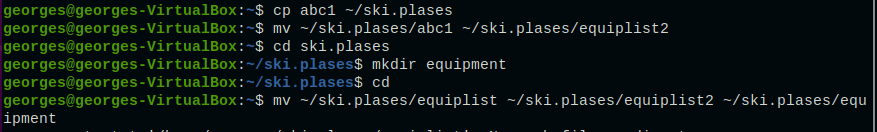 georges@georges-VirtualBox:~$ cp abc1 ~/ski.plases
georges@georges-VirtualBox:~$ mv ~/ski.plases/abc1 ~/ski.plases/equiplist2
georges@georges-VirtualBox:~$ cd ski.plases
georges@georges-VirtualBox:~/ski.plases$ mkdir equipment
georges@georges-VirtualBox:~/ski.plases$ cd
georges@georges-VirtualBox:~$ mv ~/ski.plases/equiplist ~/ski.plases/equiplist2 ~/ski.plases/equ
ipment